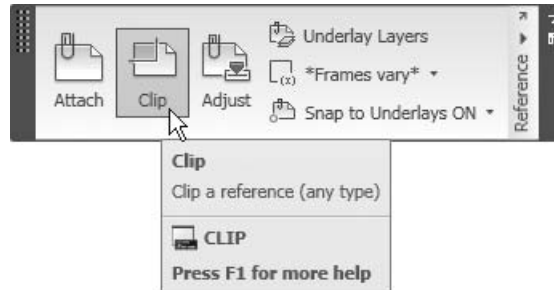 Underlay Layers
*Frames vary*
Snap to Underlays ON
Attach Clip Adjust
Reference
Clip
Clip a reference (any type)
CLIP
Press F1 for more help